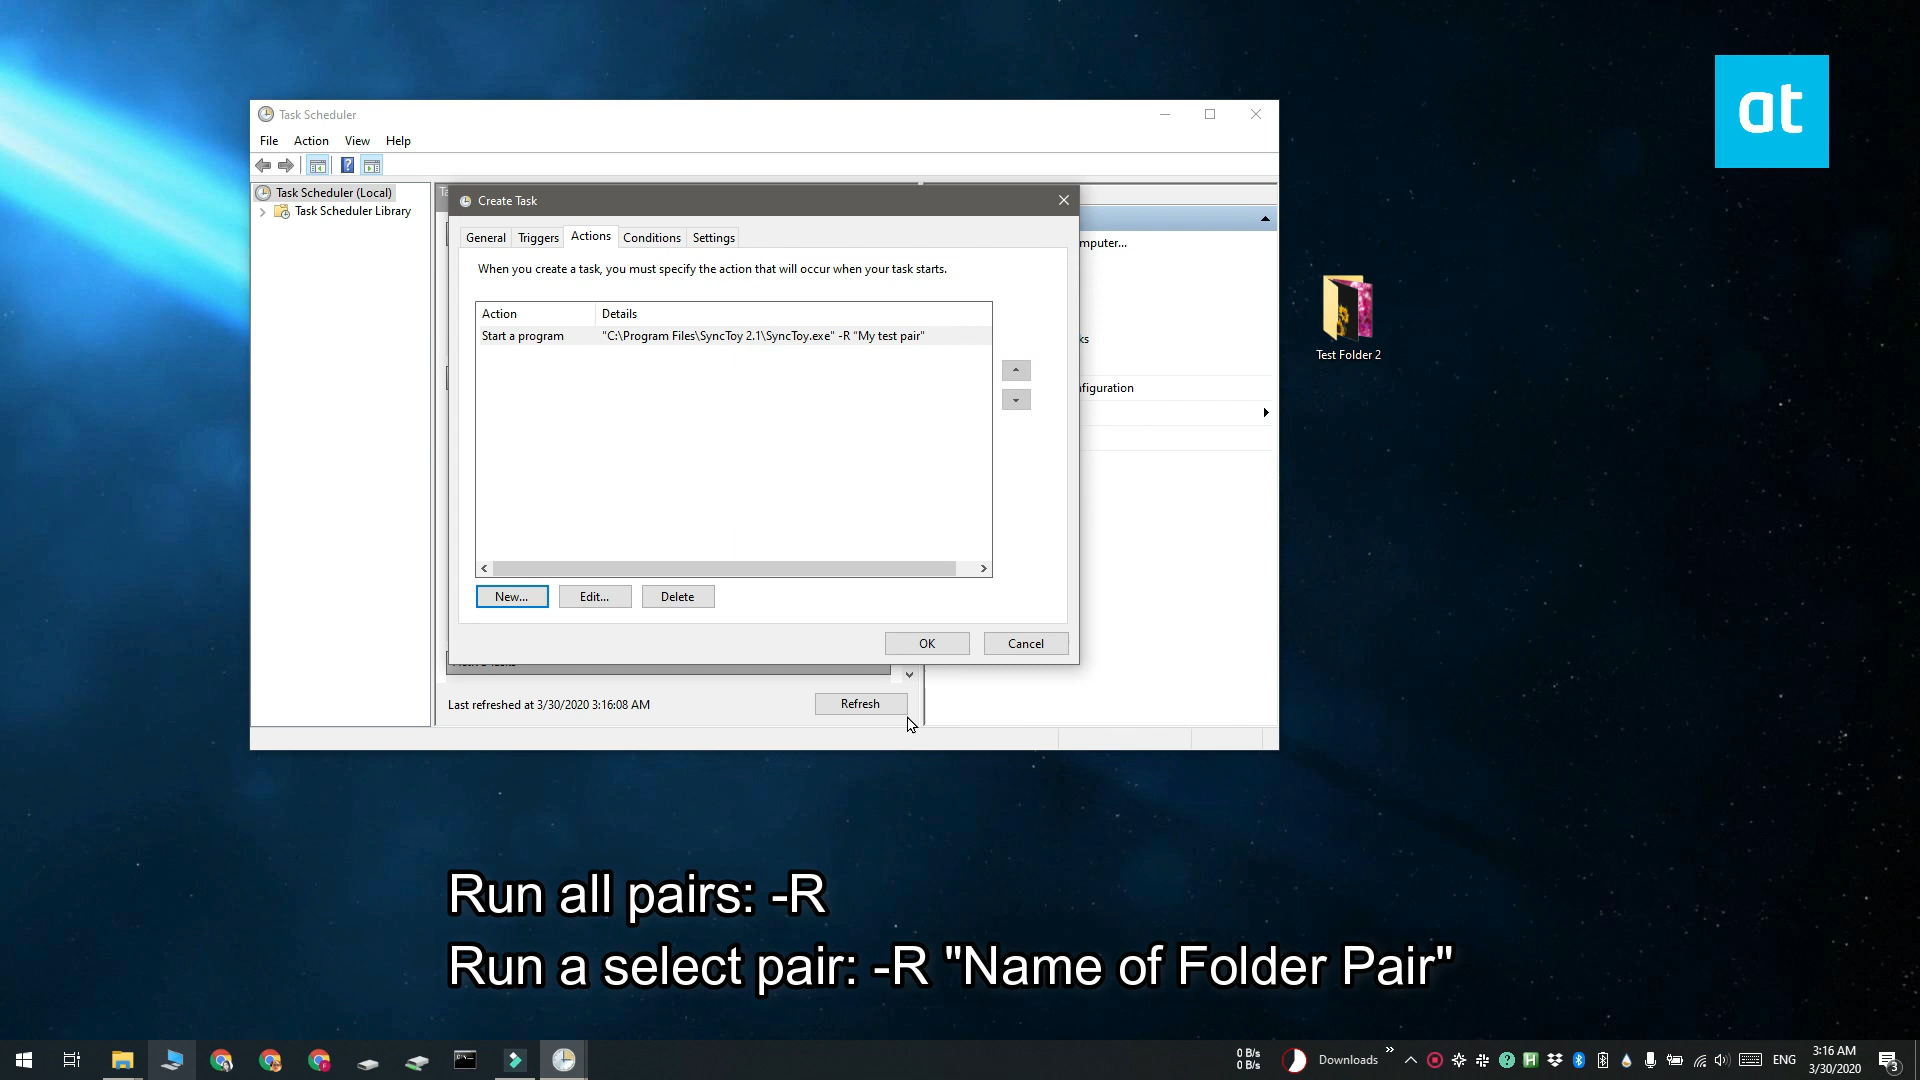 at
Task Scheduler
File Action View Help
Task Scheduler (Local)
Task Scheduler Library
Create Task
General Triggers Actions Conditions Settings
mputer...
When you create a task, you must specify the action that will occur when your task starts.
Action Details
Start a program "C:\Program Files\SyncToy 2.1\SyncToy.exe" -R "My test pair"
ks
figuration
New... Edit... Delete
OK Cancel
Last refreshed at 3/30/2020 3:16:08 AM Refresh
Test Folder 2
Run all pairs: -R
Run a select pair: -R "Name of Folder Pair"
0 B/s
0 B/s
Downloads
ENG
3:16 AM
3/30/2020
3